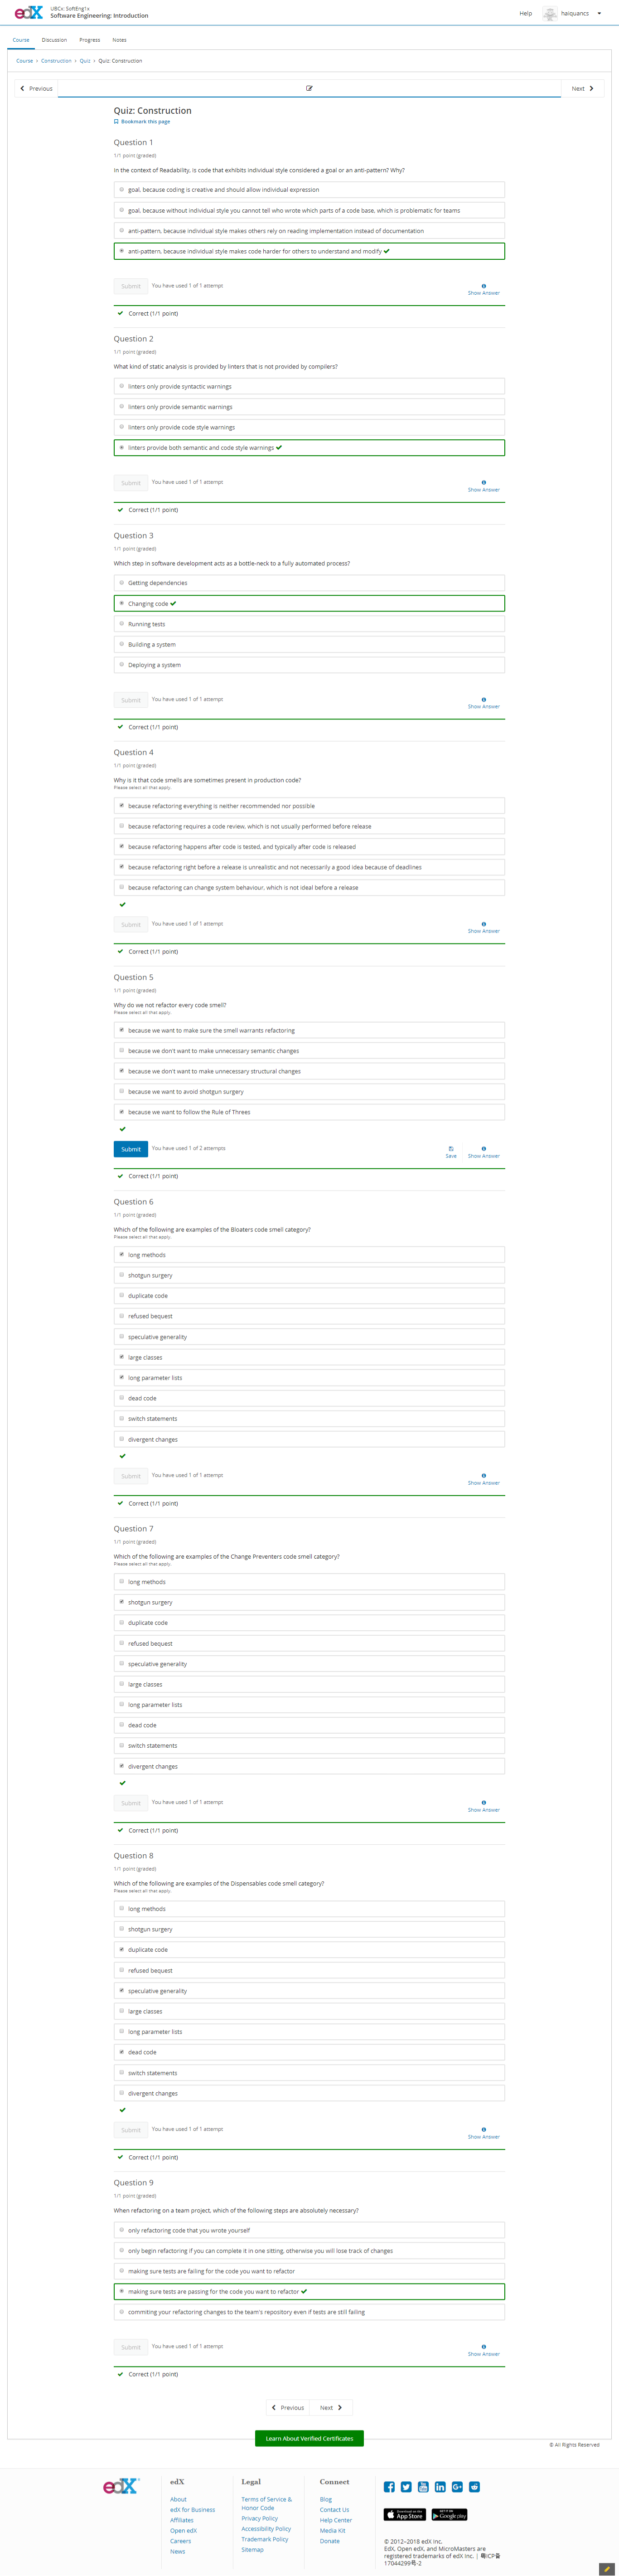 edX
UBCx: SoftEng1x
Software Engineering: Introduction
Help
haiquancs
Course
Discussion
Progress
Notes
Course › Construction › Quiz › Quiz: Construction
Previous
Next
Quiz: Construction
Bookmark this page
Question 1
1/1 point (graded)
In the context of Readability, is code that exhibits individual style considered a goal or an anti-pattern? Why?
goal, because coding is creative and should allow individual expression
goal, because without individual style you cannot tell who wrote which parts of a code base, which is problematic for teams
anti-pattern, because individual style makes others rely on reading implementation instead of documentation
anti-pattern, because individual style makes code harder for others to understand and modify
Submit
You have used 1 of 1 attempt
Show Answer
Correct (1/1 point)
Question 2
1/1 point (graded)
What kind of static analysis is provided by linters that is not provided by compilers?
linters only provide syntactic warnings
linters only provide semantic warnings
linters only provide code style warnings
linters provide both semantic and code style warnings
Submit
You have used 1 of 1 attempt
Show Answer
Correct (1/1 point)
Question 3
1/1 point (graded)
Which step in software development acts as a bottle-neck to a fully automated process?
Getting dependencies
Changing code
Running tests
Building a system
Deploying a system
Submit
You have used 1 of 1 attempt
Show Answer
Correct (1/1 point)
Question 4
1/1 point (graded)
Why is it that code smells are sometimes present in production code?
Please select all that apply.
because refactoring everything is neither recommended nor possible
because refactoring requires a code review, which is not usually performed before release
because refactoring happens after code is tested, and typically after code is released
because refactoring right before a release is unrealistic and not necessarily a good idea because of deadlines
because refactoring can change system behaviour, which is not ideal before a release
Submit
You have used 1 of 1 attempt
Show Answer
Correct (1/1 point)
Question 5
1/1 point (graded)
Why do we not refactor every code smell?
Please select all that apply.
because we want to make sure the smell warrants refactoring
because we don't want to make unnecessary semantic changes
because we don't want to make unnecessary structural changes
because we want to avoid shotgun surgery
because we want to follow the Rule of Threes
Submit
You have used 1 of 2 attempts
Save
Show Answer
Correct (1/1 point)
Question 6
1/1 point (graded)
Which of the following are examples of the Bloaters code smell category?
Please select all that apply.
long methods
shotgun surgery
duplicate code
refused bequest
speculative generality
large classes
long parameter lists
dead code
switch statements
divergent changes
Submit
You have used 1 of 1 attempt
Show Answer
Correct (1/1 point)
Question 7
1/1 point (graded)
Which of the following are examples of the Change Preventers code smell category?
Please select all that apply.
long methods
shotgun surgery
duplicate code
refused bequest
speculative generality
large classes
long parameter lists
dead code
switch statements
divergent changes
Submit
You have used 1 of 1 attempt
Show Answer
Correct (1/1 point)
Question 8
1/1 point (graded)
Which of the following are examples of the Dispensables code smell category?
Please select all that apply.
long methods
shotgun surgery
duplicate code
refused bequest
speculative generality
large classes
long parameter lists
dead code
switch statements
divergent changes
Submit
You have used 1 of 1 attempt
Show Answer
Correct (1/1 point)
Question 9
1/1 point (graded)
When refactoring on a team project, which of the following steps are absolutely necessary?
only refactoring code that you wrote yourself
only begin refactoring if you can complete it in one sitting, otherwise you will lose track of changes
making sure tests are failing for the code you want to refactor
making sure tests are passing for the code you want to refactor
commiting your refactoring changes to the team's repository even if tests are still failing
Submit
You have used 1 of 1 attempt
Show Answer
Correct (1/1 point)
Previous
Next
Learn About Verified Certificates
© All Rights Reserved
edX
edX
About
edX for Business
Affiliates
Open edX
Careers
News
Legal
Terms of Service &
Honor Code
Privacy Policy
Accessibility Policy
Trademark Policy
Sitemap
Connect
Blog
Contact Us
Help Center
Media Kit
Donate
App Store
Google play
© 2012–2018 edX Inc.
EdX, Open edX, and MicroMasters are
registered trademarks of edX Inc. | 粤ICP备
17044299号-2